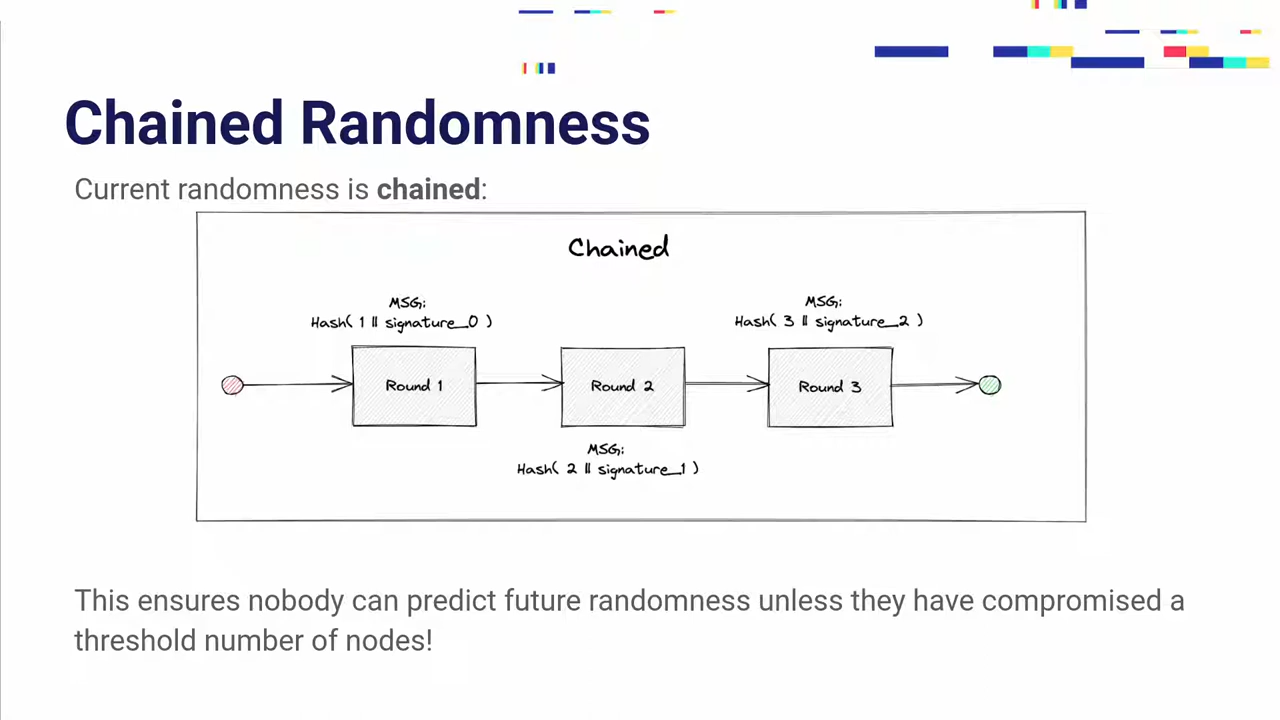 Chained Randomness
Current randomness is chained:
Chained
MSG:
Hash( 1 || signature_0 )
MSG:
Hash( 3 || signature_2 )
Round 1
Round 2
Round 3
MSG:
Hash( 2 || signature_1 )
This ensures nobody can predict future randomness unless they have compromised a
threshold number of nodes!